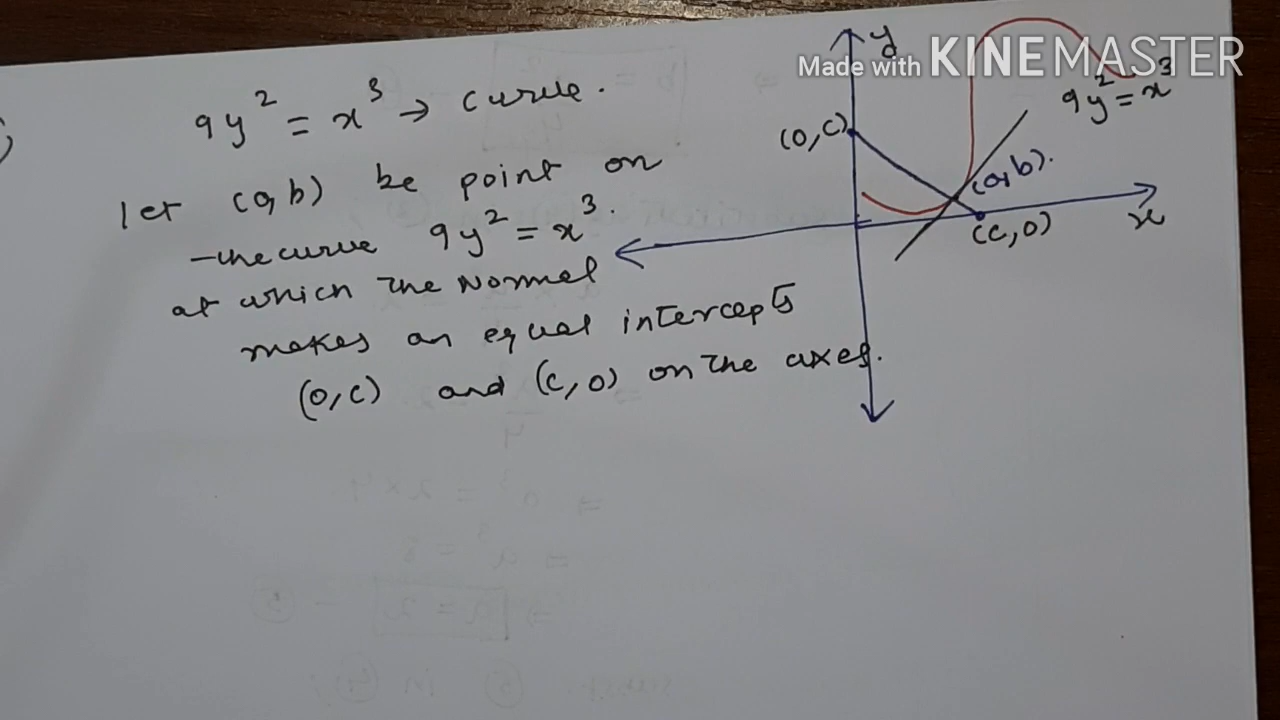 9y² = x³ → curve.
let (a,b) be point on
the curve 9y² = x³.
at which the Normal
makes an equal intercepts
(0,c) and (c,0) on the axes.
y
Made with KINEMASTER
9y² = x³
(0,c)
(a,b).
(c,0)
x